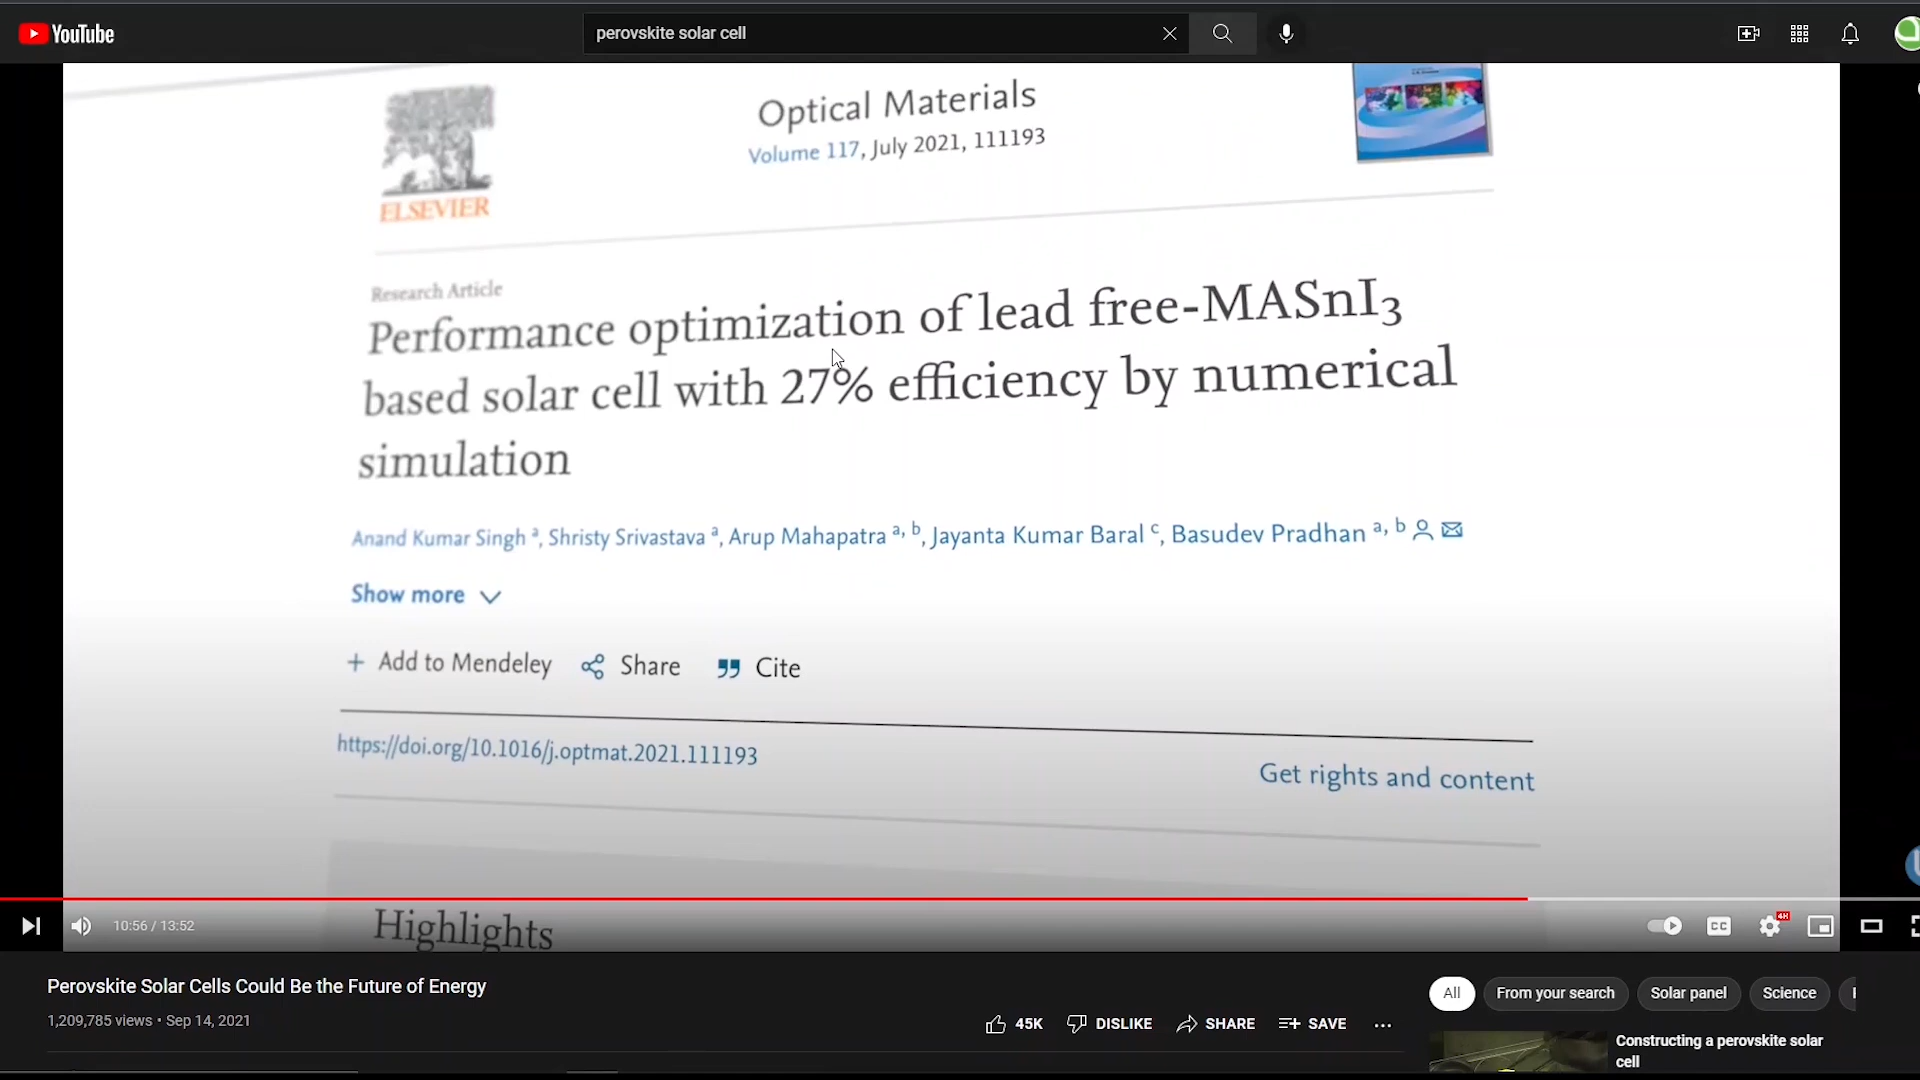 YouTube
perovskite solar cell
Optical Materials
Volume 117, July 2021, 111193
ELSEVIER
Research Article
Performance optimization of lead free-MASnI3
based solar cell with 27% efficiency by numerical
simulation
Anand Kumar Singh a, Shristy Srivastava a, Arup Mahapatra a, b, Jayanta Kumar Baral c, Basudev Pradhan a, b
Show more
+ Add to Mendeley Share Cite
https://doi.org/10.1016/j.optmat.2021.111193
Get rights and content
Highlights
10:56 / 13:52
CC
Perovskite Solar Cells Could Be the Future of Energy
1,209,785 views • Sep 14, 2021
45K DISLIKE SHARE SAVE ...
All From your search Solar panel Science
Constructing a perovskite solar
cell